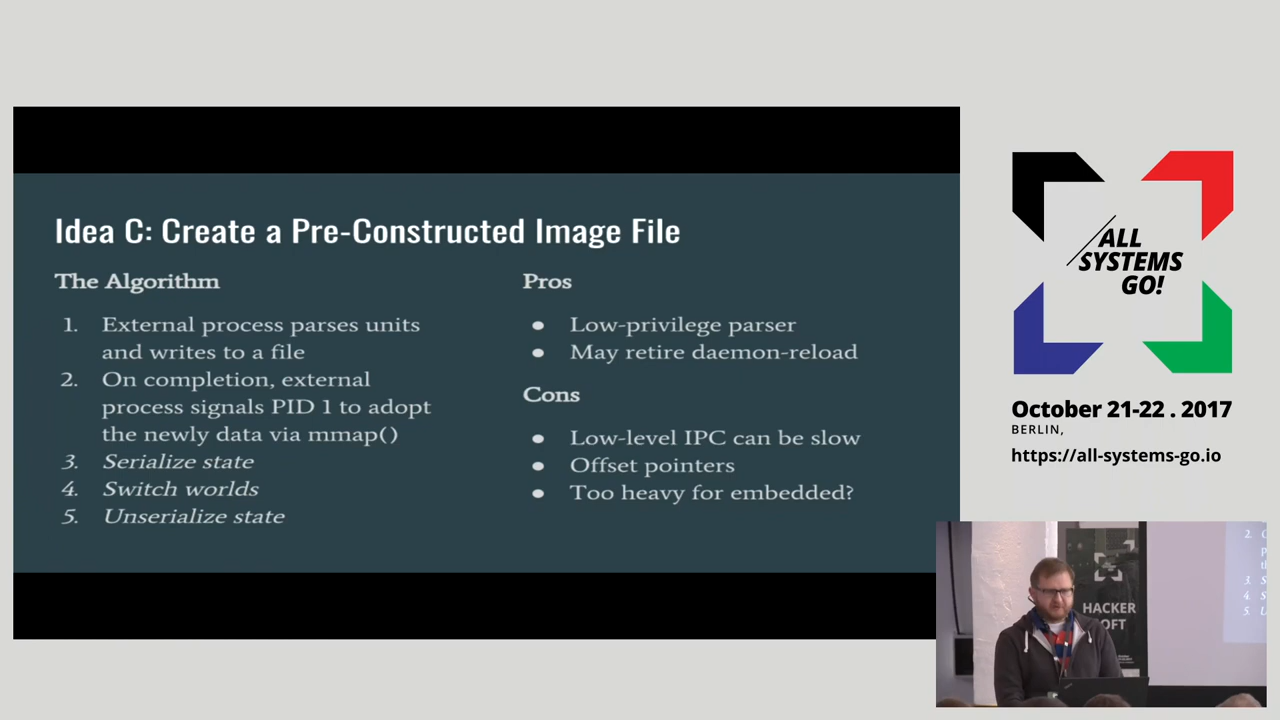 Idea C: Create a Pre-Constructed Image File
The Algorithm
1. External process parses units
and writes to a file
2. On completion, external
process signals PID 1 to adopt
the newly data via mmap()
3. Serialize state
4. Switch worlds
5. Unserialize state
Pros
● Low-privilege parser
● May retire daemon-reload
Cons
● Low-level IPC can be slow
● Offset pointers
● Too heavy for embedded?
ALL
SYSTEMS
GO!
October 21-22 . 2017
BERLIN,
https://all-systems-go.io
HACKER
2.
3.
4.
5.